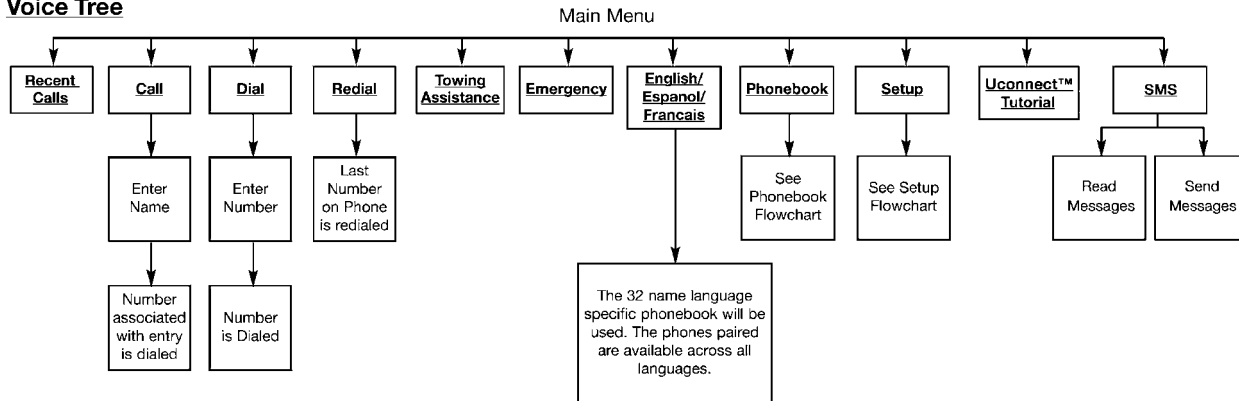 Voice Tree
Main Menu
Recent
Calls
Call
Dial
Redial
Towing
Assistance
Emergency
English/
Espanol/
Francais
Phonebook
Setup
Uconnect™
Tutorial
SMS
Enter
Name
Enter
Number
Last
Number
on Phone
is redialed
See
Phonebook
Flowchart
See Setup
Flowchart
Read
Messages
Send
Messages
Number
associated
with entry
is dialed
Number
is Dialed
The 32 name language
specific phonebook will be
used. The phones paired
are available across all
languages.